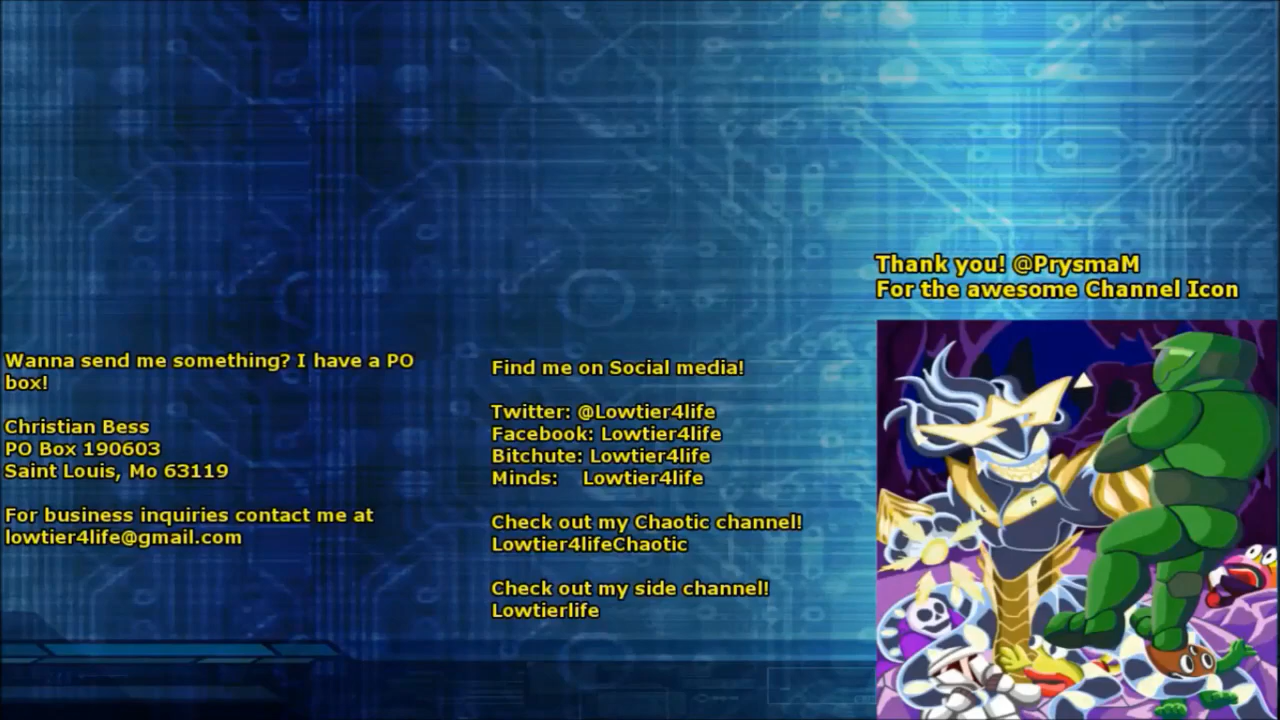 Wanna send me something? I have a PO
box!
Christian Bess
PO Box 190603
Saint Louis, Mo 63119
For business inquiries contact me at
lowtier4life@gmail.com
Find me on Social media!
Twitter: @Lowtier4life
Facebook: Lowtier4life
Bitchute: Lowtier4life
Minds: Lowtier4life
Check out my Chaotic channel!
Lowtier4lifeChaotic
Check out my side channel!
Lowtierlife
Thank you! @PrysmaM
For the awesome Channel Icon